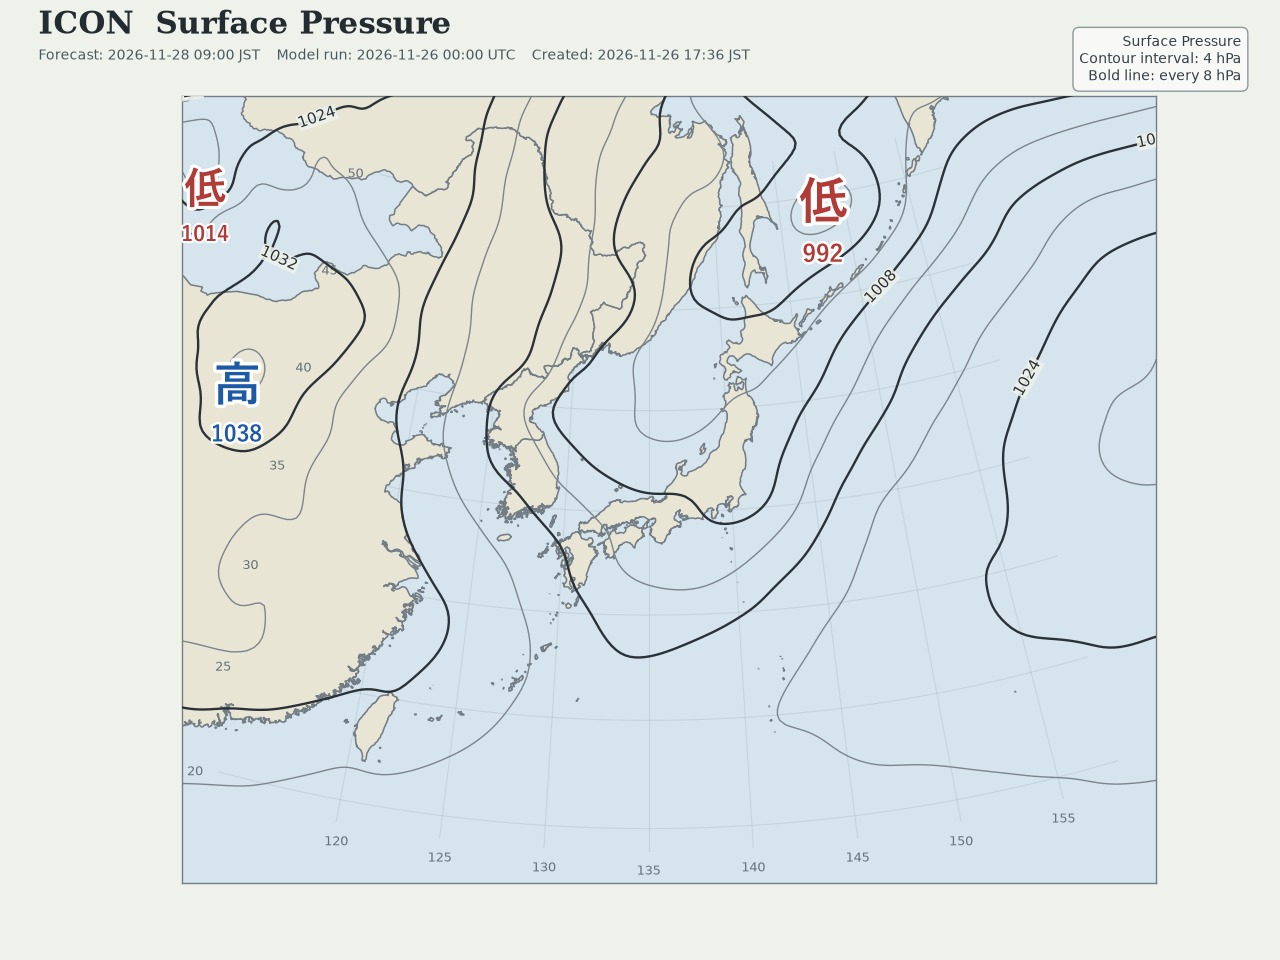 ICON  Surface Pressure
Forecast: 2026-11-28 09:00 JST    Model run: 2026-11-26 00:00 UTC    Created: 2026-11-26 17:36 JST
Surface Pressure
Contour interval: 4 hPa
Bold line: every 8 hPa
1024
10
50
低
1014
低
992
1032
45
1008
高
1038
40
1024
35
30
25
20
120
125
130
135
140
145
150
155